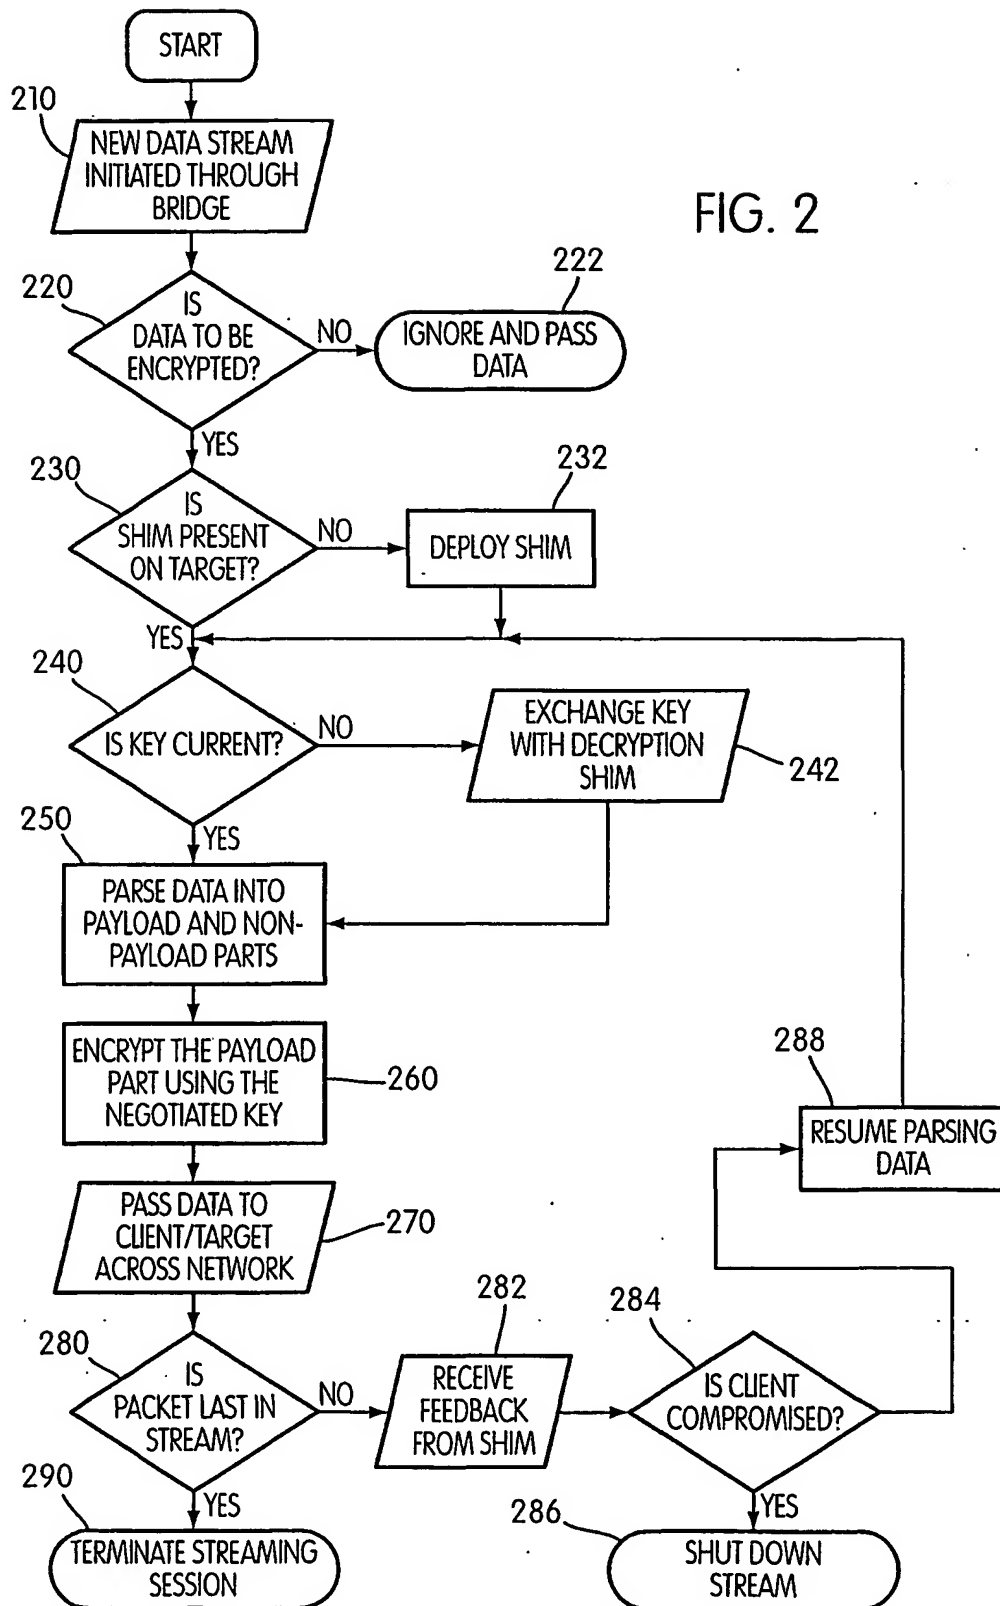 START
210
NEW DATA STREAM
INITIATED THROUGH
BRIDGE
FIG. 2
220
IS
DATA TO BE
ENCRYPTED?
NO
222
IGNORE AND PASS
DATA
YES
230
IS
SHIM PRESENT
ON TARGET?
NO
232
DEPLOY SHIM
YES
240
IS KEY CURRENT?
NO
EXCHANGE KEY
WITH DECRYPTION
SHIM
242
YES
250
PARSE DATA INTO
PAYLOAD AND NON-
PAYLOAD PARTS
ENCRYPT THE PAYLOAD
PART USING THE
NEGOTIATED KEY
260
288
RESUME PARSING
DATA
PASS DATA TO
CLIENT/TARGET
ACROSS NETWORK
270
280
IS
PACKET LAST IN
STREAM?
NO
282
RECEIVE
FEEDBACK
FROM SHIM
284
IS CLIENT
COMPROMISED?
YES
290
TERMINATE STREAMING
SESSION
YES
286
SHUT DOWN
STREAM